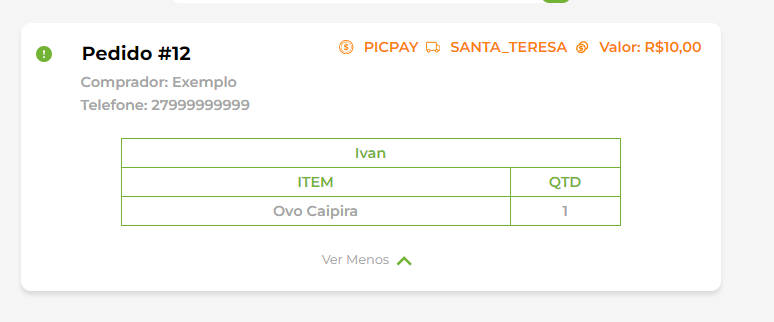 Pedido #12
PICPAY SANTA_TERESA Valor: R$10,00
Comprador: Exemplo
Telefone: 27999999999
Ivan
ITEM QTD
Ovo Caipira 1
Ver Menos